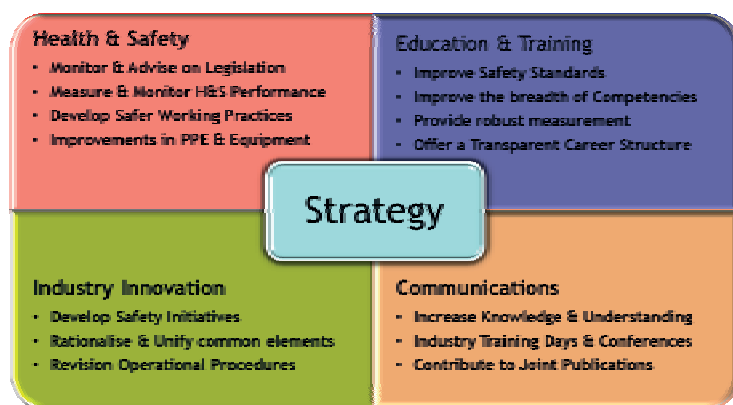 Health & Safety
• Monitor & Advise on Legislation
• Measure & Monitor H&S Performance
• Develop Safer Working Practices
• Improvements in PPE & Equipment
Education & Training
• Improve Safety Standards
• Improve the breadth of Competencies
• Provide robust measurement
• Offer a Transparent Career Structure
Strategy
Industry Innovation
• Develop Safety Initiatives
• Rationalise & Unify common elements
• Revision Operational Procedures
Communications
• Increase Knowledge & Understanding
• Industry Training Days & Conferences
• Contribute to Joint Publications